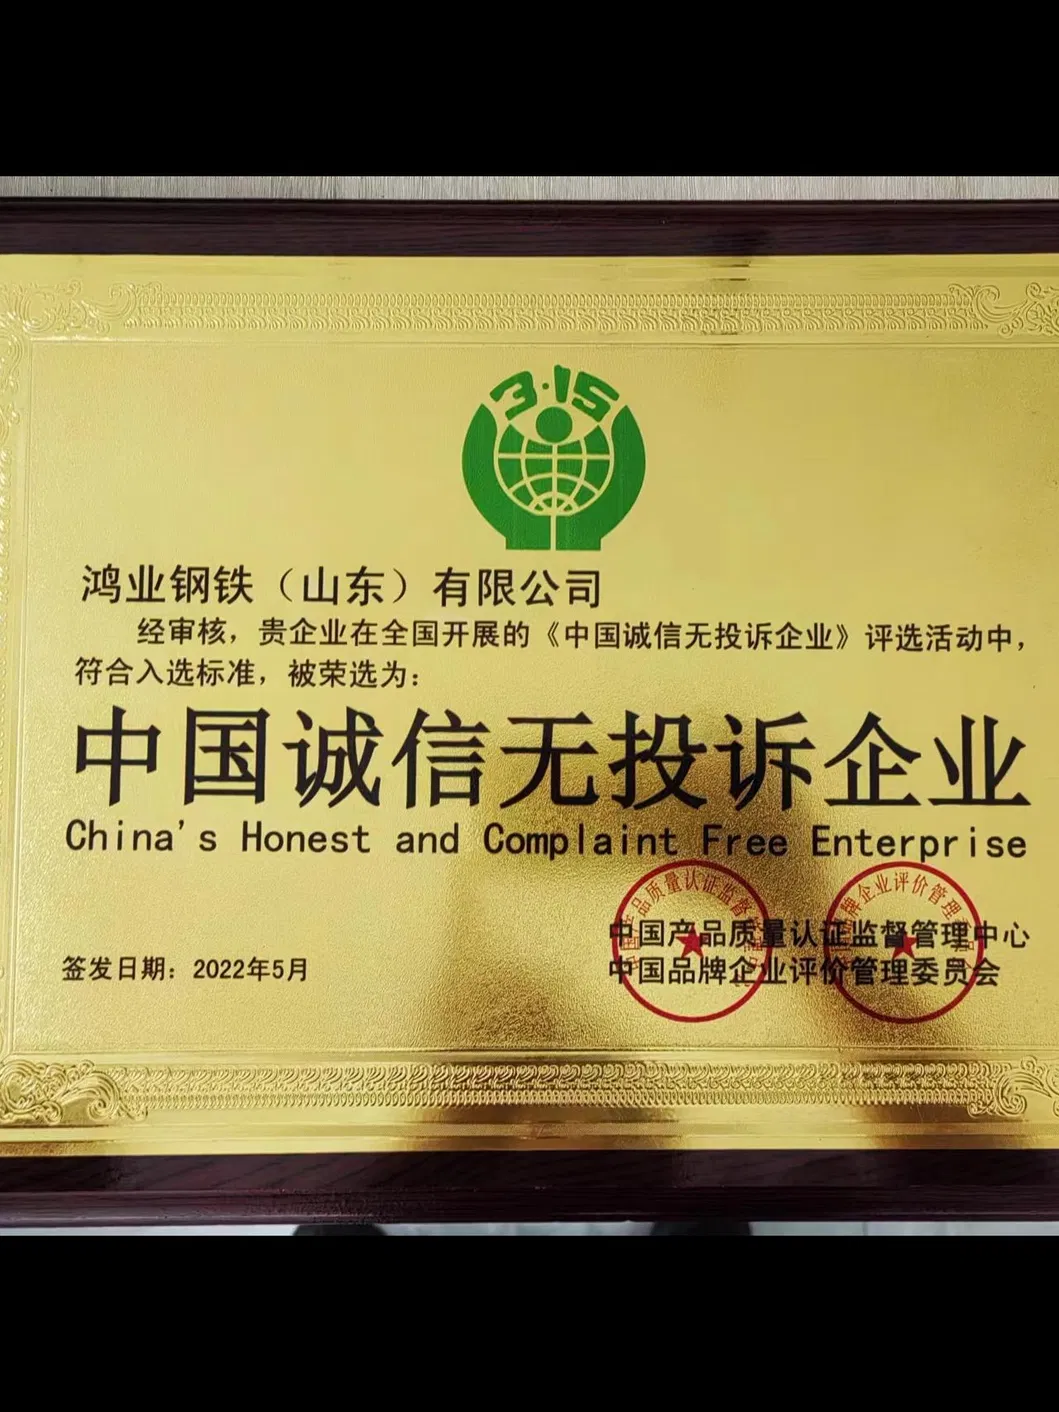 3·15
鸿业钢铁（山东）有限公司
经审核，贵企业在全国开展的《中国诚信无投诉企业》评选活动中，
符合入选标准，被荣选为：
中国诚信无投诉企业
China's Honest and Complaint Free Enterprise
中国产品质量认证监督管理中心
签发日期：2022年5月
中国品牌企业评价管理委员会